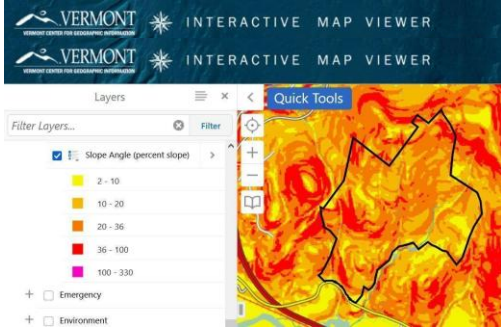 VERMONT
VERMONT CENTER FOR GEOGRAPHIC INFORMATION
INTERACTIVE MAP VIEWER
VERMONT
VERMONT CENTER FOR GEOGRAPHIC INFORMATION
INTERACTIVE MAP VIEWER
Layers
Quick Tools
Filter Layers...
Filter
Slope Angle (percent slope)
2 - 10
10 - 20
20 - 36
36 - 100
100 - 330
Emergency
Environment